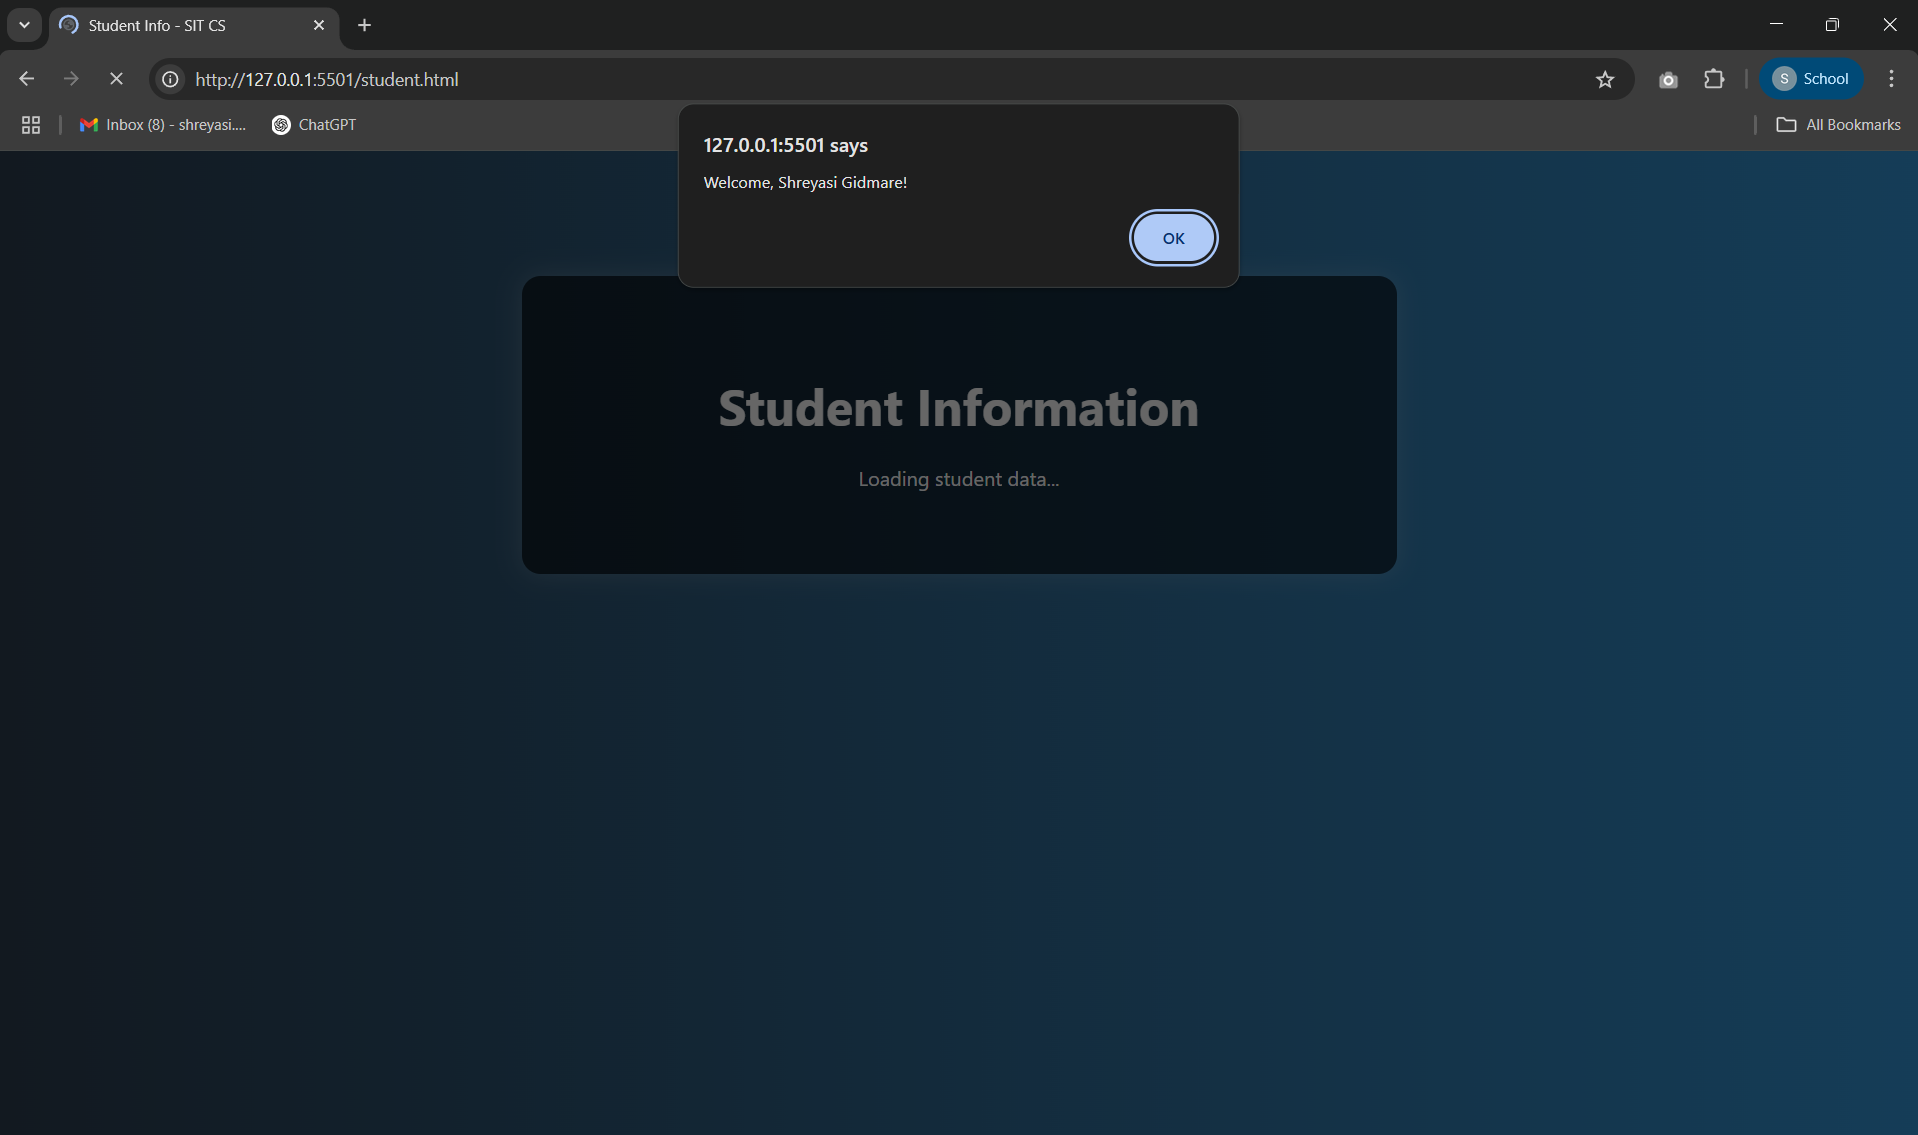 Student Info - SIT CS
http://127.0.0.1:5501/student.html
S School
Inbox (8) - shreyasi....
ChatGPT
All Bookmarks
127.0.0.1:5501 says
Welcome, Shreyasi Gidmare!
OK
Student Information
Loading student data...